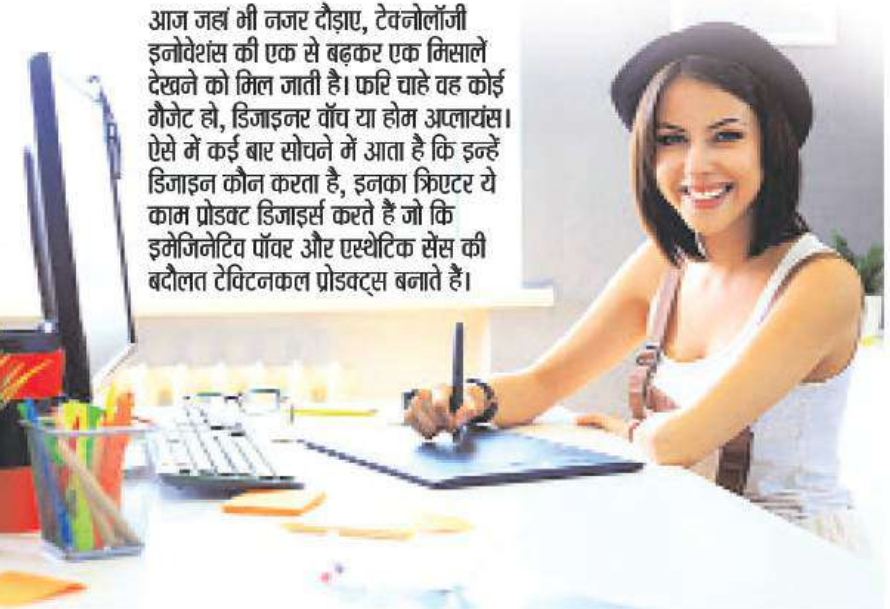 आज जहां भी नजर दौड़ाए, टेक्नोलॉजी
इनोवेशंस की एक से बढ़कर एक मिसालें
देखने को मिल जाती है। फरि चाहे वह कोई
गैजेट हो, डिजाइनर वॉच या होम अप्लायंस।
ऐसे में कई बार सोचने में आता है कि इन्हें
डिजाइन कौन करता है, इनका क्रिएटर ये
काम प्रोडक्ट डिजाइर्स करते हैं जो कि
इमेजिनेटिव पॉवर और एस्थेटिक सेंस की
बदौलत टेक्टिनकल प्रोडक्ट्स बनाते हैं।